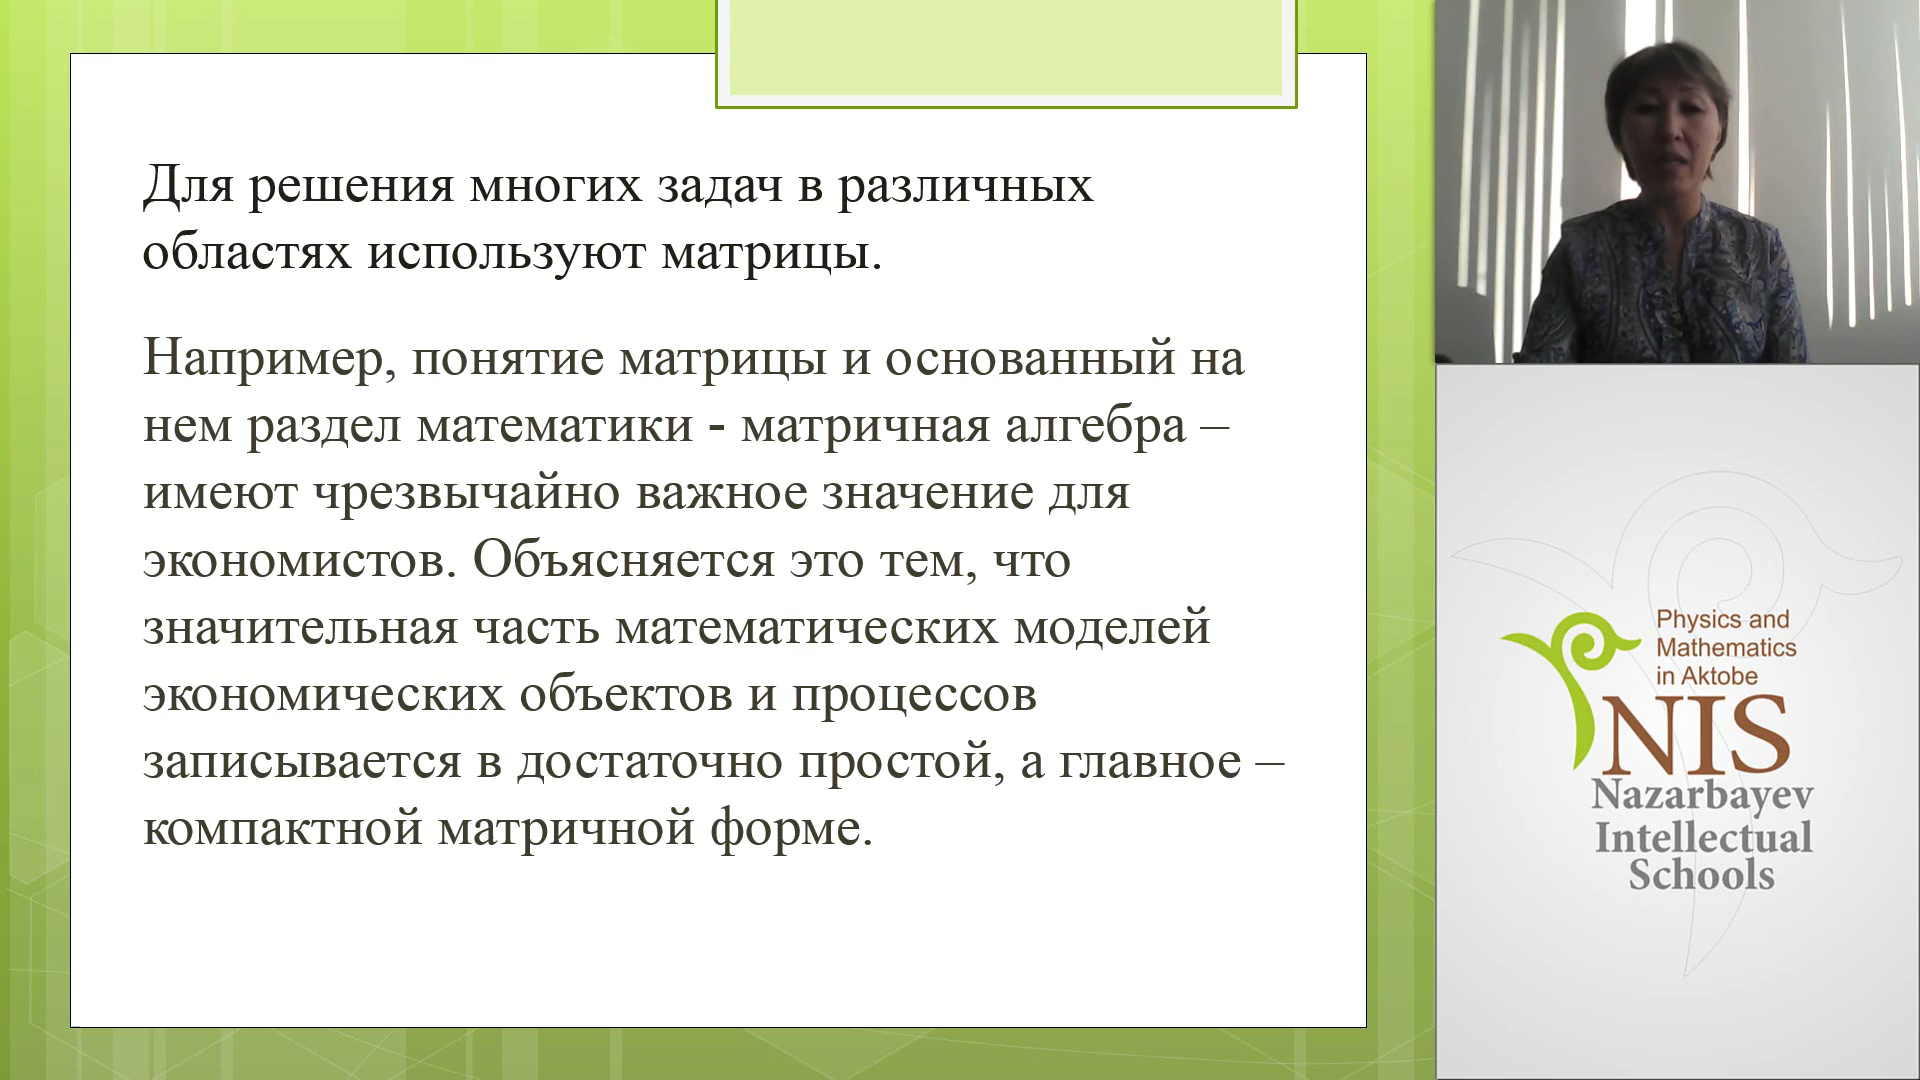 Для решения многих задач в различных
областях используют матрицы.
Например, понятие матрицы и основанный на
нем раздел математики - матричная алгебра –
имеют чрезвычайно важное значение для
экономистов. Объясняется это тем, что
значительная часть математических моделей
экономических объектов и процессов
записывается в достаточно простой, а главное –
компактной матричной форме.
Physics and
Mathematics
in Aktobe
NIS
Nazarbayev
Intellectual
Schools